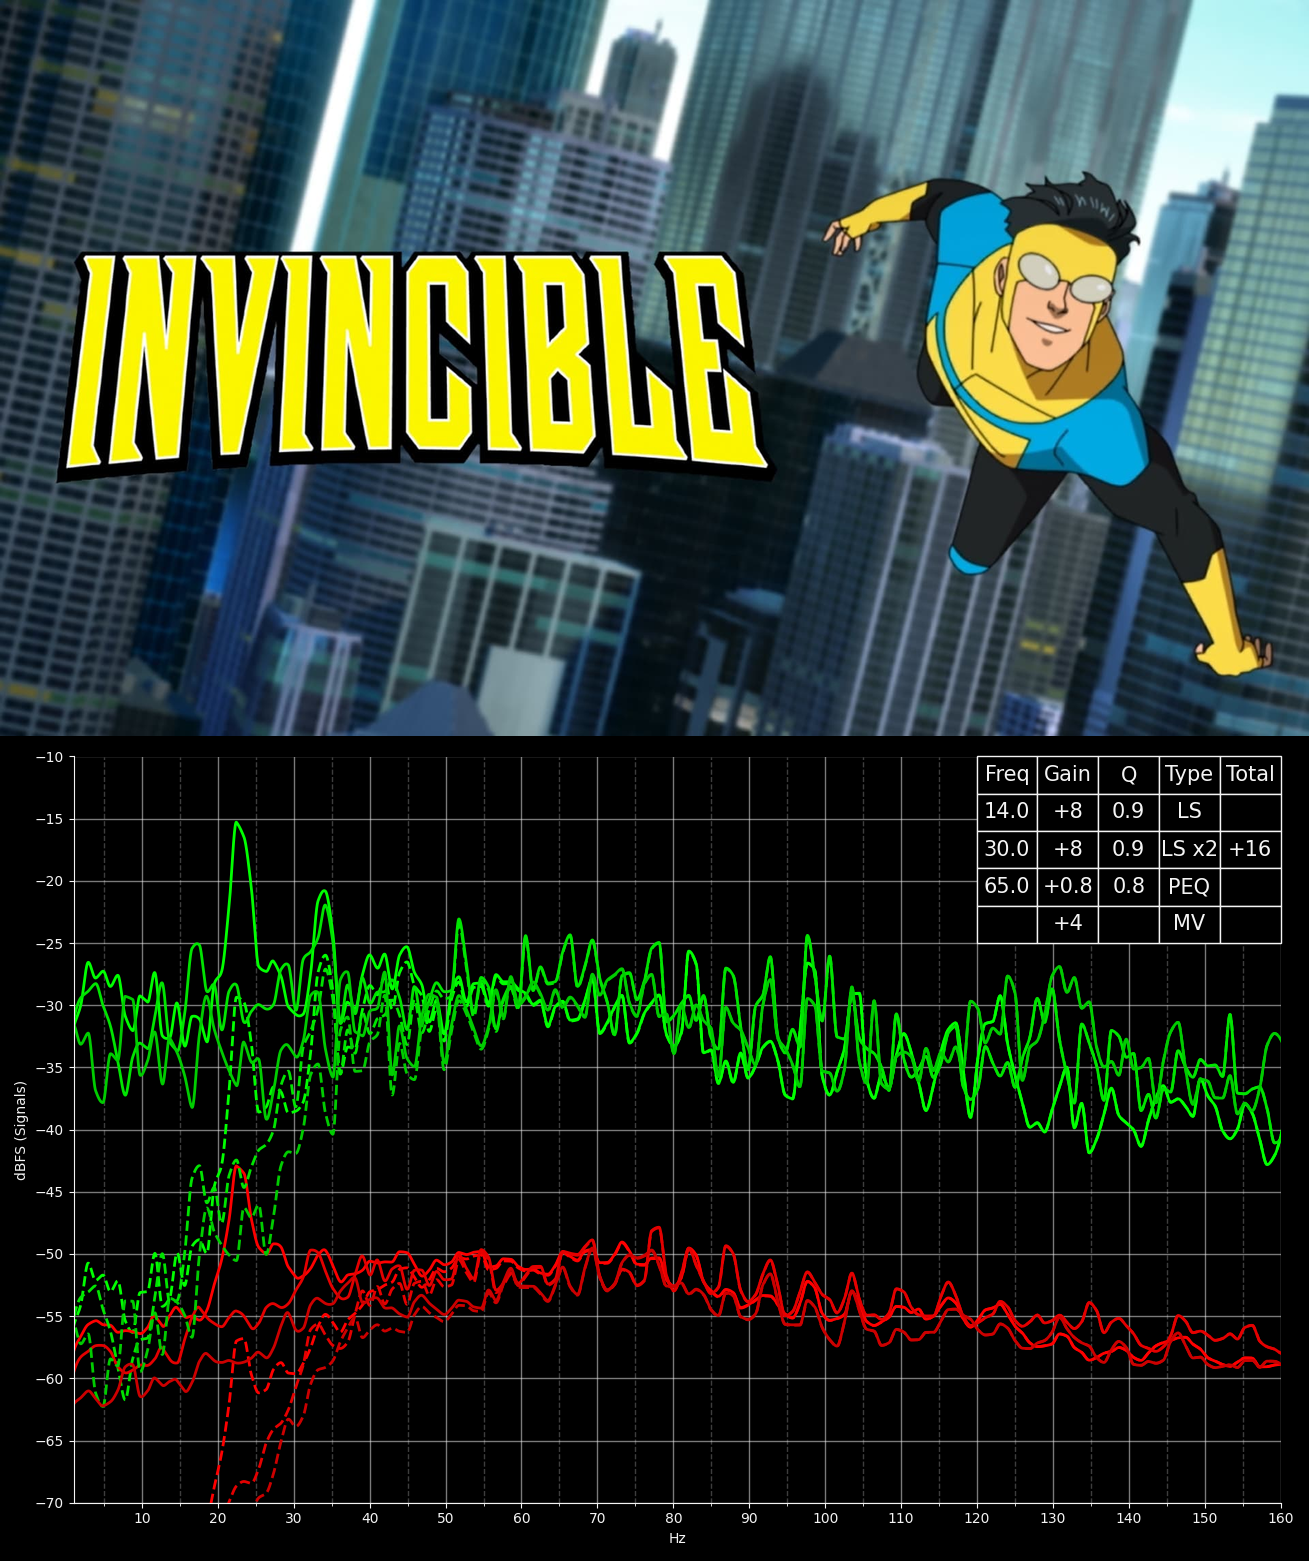 INVINCIBLE
Freq Gain Q Type Total
14.0 +8 0.9 LS
30.0 +8 0.9 LS x2 +16
65.0 +0.8 0.8 PEQ
+4 MV
−10
−15
−20
−25
−30
−35
−40
−45
−50
−55
−60
−65
−70
dBFS (Signals)
10 20 30 40 50 60 70 80 90 100 110 120 130 140 150 160
Hz